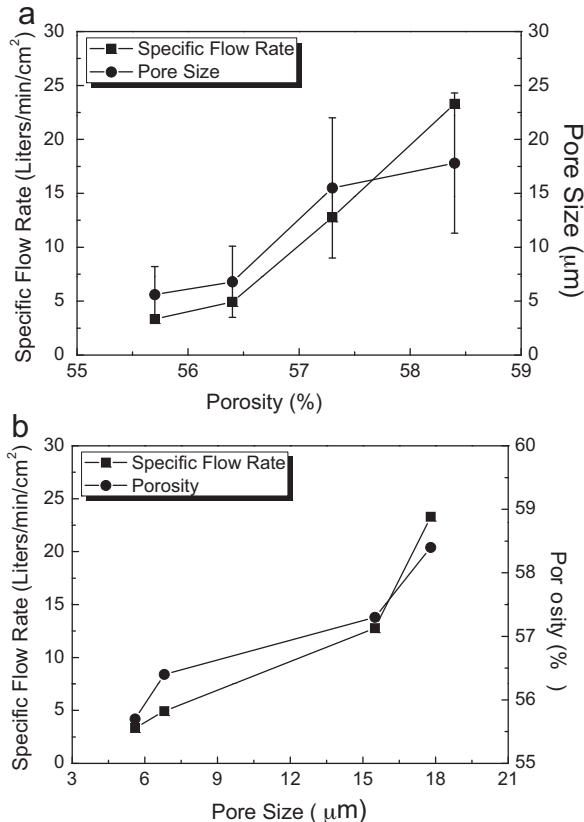 a
30
25
20
15
10
5
0
Specific Flow Rate (Liters/min/cm²)
Specific Flow Rate
Pore Size
30
25
20
15
10
5
0
Pore Size (μm)
55 56 57 58 59
Porosity (%)
b
30
25
20
15
10
5
0
Specific Flow Rate (Liters/min/cm²)
Specific Flow Rate
Porosity
60
59
58
57
56
55
Por osity (% )
3 6 9 12 15 18 21
Pore Size ( μm)